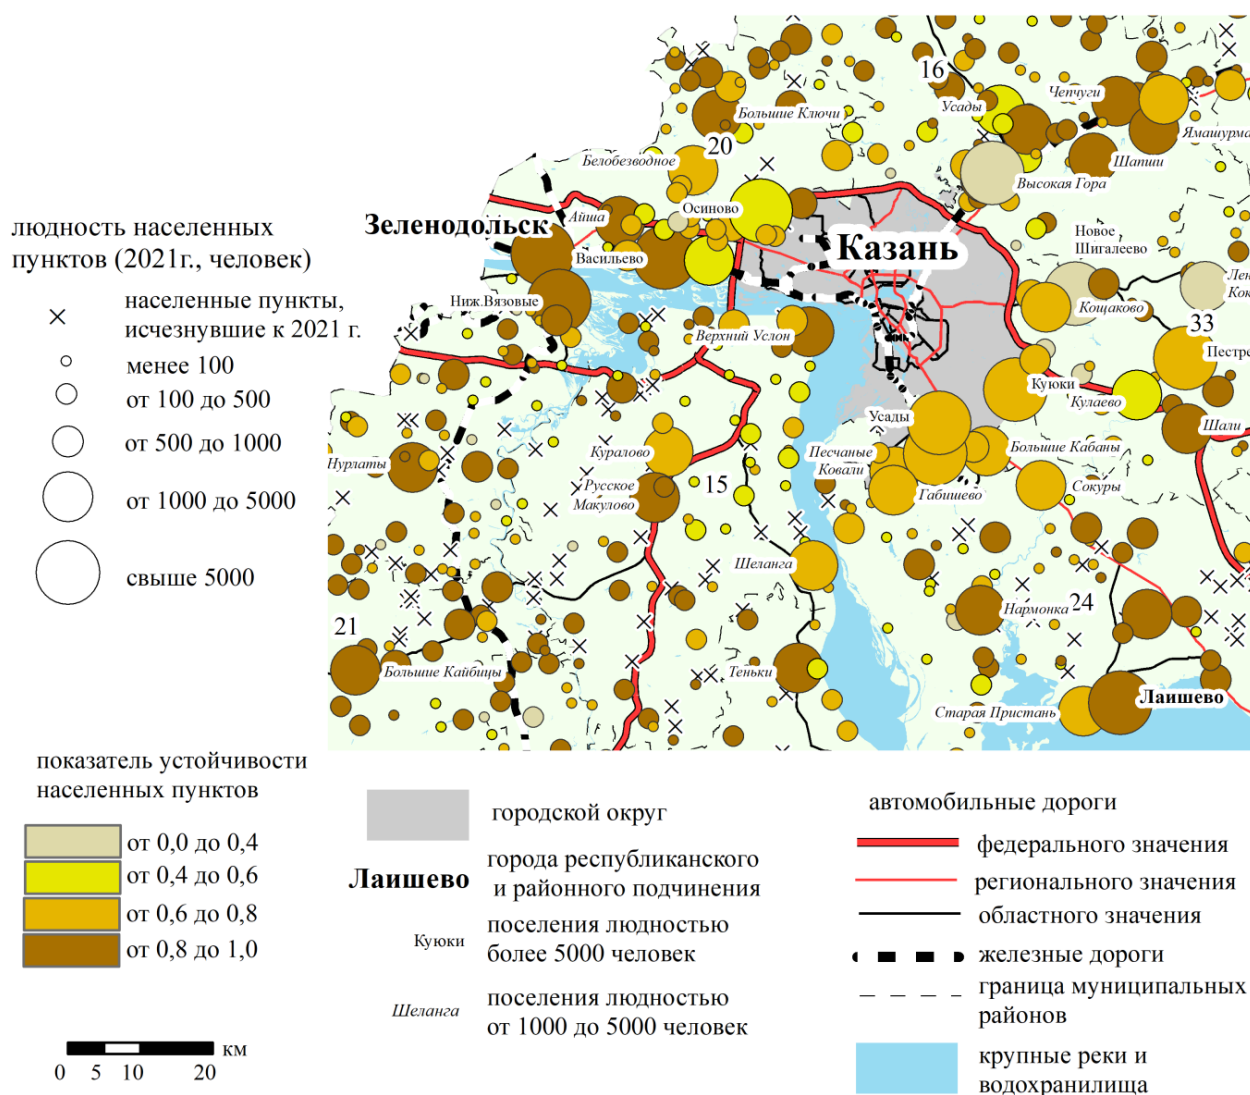 16
Чепчуги
Усады
Большие Ключи
Ямашурма
20
Белобезводное
Шапши
Высокая Гора
Айша
Осиново
Зеленодольск
Казань
Новое
Шигалеево
Васильево
Лен
Кок
людность населенных
пунктов (2021г., человек)
населенные пункты,
исчезнувшие к 2021 г.
менее 100
от 100 до 500
от 500 до 1000
от 1000 до 5000
свыше 5000
Ниж.Вязовые
Кощаково
Верхний Услон
33
Пестре
Куюки
Кулаево
Усады
Шали
Куралово
Песчаные
Ковали
Большие Кабаны
Нурлаты
Русское
Макулово
15
Габишево
Сокуры
Шеланга
Нармонка
24
21
Большие Кайбицы
Теньки
Лаишево
Старая Пристань
показатель устойчивости
населенных пунктов
от 0,0 до 0,4
от 0,4 до 0,6
от 0,6 до 0,8
от 0,8 до 1,0
км
0 5 10 20
городской округ
Лаишево
города республиканского
и районного подчинения
Куюки
поселения людностью
более 5000 человек
Шеланга
поселения людностью
от 1000 до 5000 человек
автомобильные дороги
федерального значения
регионального значения
областного значения
железные дороги
граница муниципальных
районов
крупные реки и
водохранилища